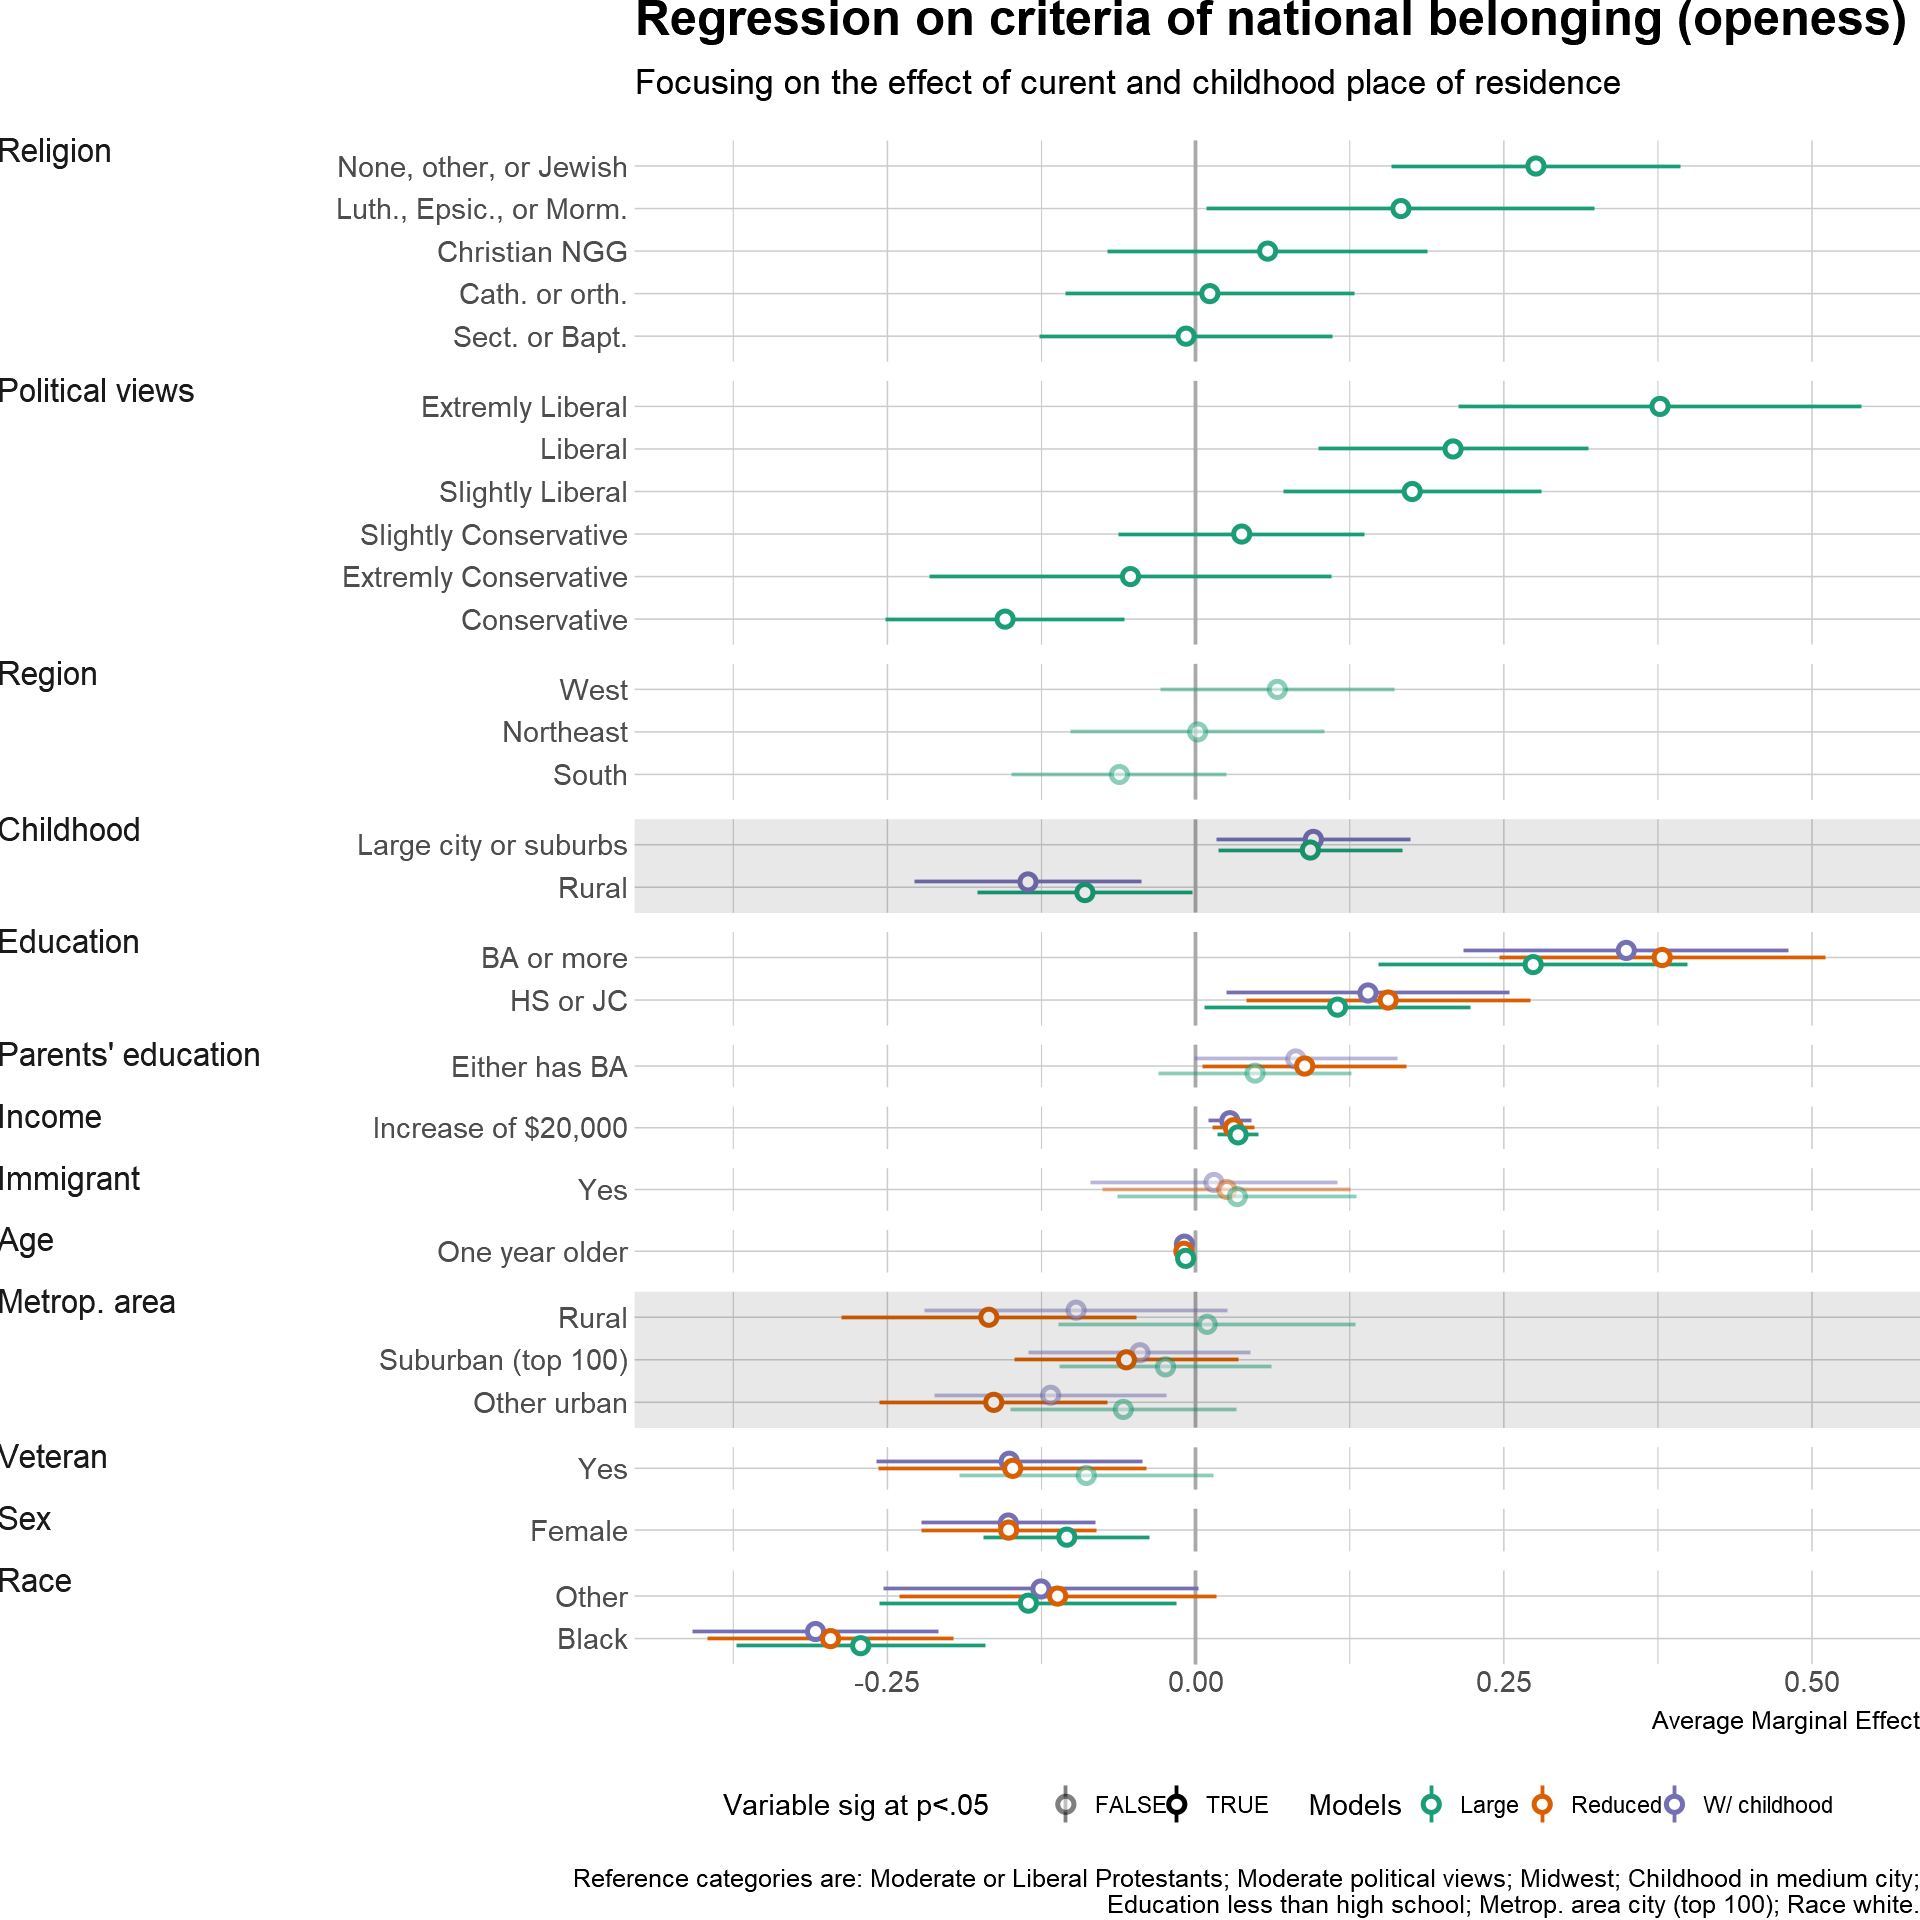 Regression on criteria of national belonging (openess)
Focusing on the effect of curent and childhood place of residence
Religion
None, other, or Jewish
Luth., Epsic., or Morm.
Christian NGG
Cath. or orth.
Sect. or Bapt.
Political views
Extremly Liberal
Liberal
Slightly Liberal
Slightly Conservative
Extremly Conservative
Conservative
Region
West
Northeast
South
Childhood
Large city or suburbs
Rural
Education
BA or more
HS or JC
Parents' education
Either has BA
Income
Increase of $20,000
Immigrant
Yes
Age
One year older
Metrop. area
Rural
Suburban (top 100)
Other urban
Veteran
Yes
Sex
Female
Race
Other
Black
-0.25 0.00 0.25 0.50
Average Marginal Effect
Variable sig at p<.05 FALSE TRUE Models Large Reduced W/ childhood
Reference categories are: Moderate or Liberal Protestants; Moderate political views; Midwest; Childhood in medium city;
Education less than high school; Metrop. area city (top 100); Race white.